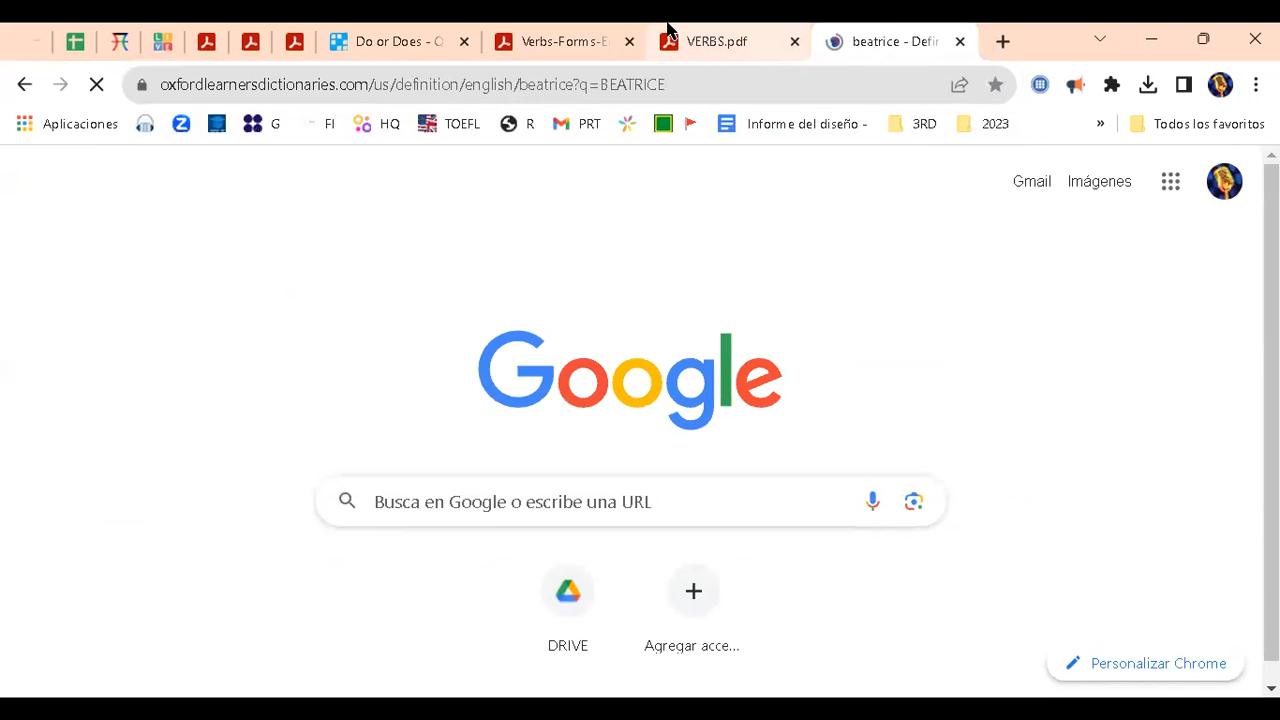 Do or Does - Q
Verbs-Forms-E
VERBS.pdf
beatrice - Defin
oxfordlearnersdictionaries.com/us/definition/english/beatrice?q=BEATRICE
Aplicaciones
G
FI
HQ
TOEFL
R
PRT
Informe del diseño -
3RD
2023
»
Todos los favoritos
Gmail
Imágenes
Google
Busca en Google o escribe una URL
DRIVE
Agregar acce...
Personalizar Chrome